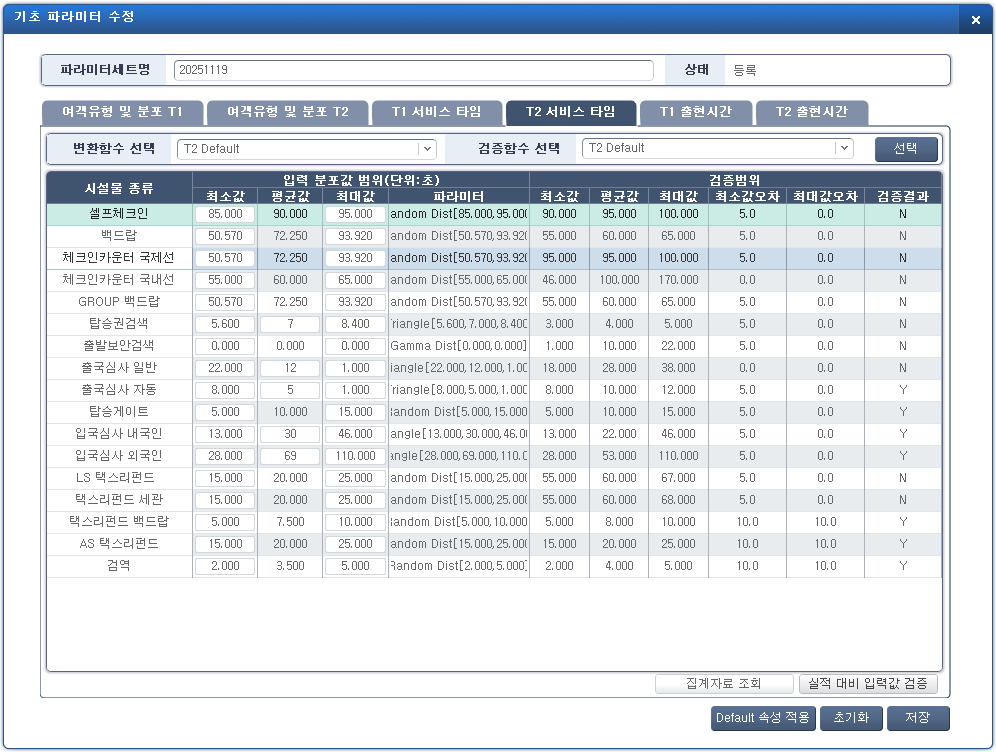 기초 파라미터 수정
파라미터세트명 20251119 상태 등록
여객유형 및 분포 T1 여객유형 및 분포 T2 T1 서비스 타임 T2 서비스 타임 T1 출현시간 T2 출현시간
변환함수 선택 T2 Default 검증함수 선택 T2 Default 선택
시설물 종류 입력 분포값 범위(단위:초) 검증범위
최소값 평균값 최대값 파라미터 최소값 평균값 최대값 최소값오차 최대값오차 검증결과
셀프체크인 85.000 90.000 95.000 andom Dist[85.000,95.000 90.000 95.000 100.000 5.0 0.0 N
백드랍 50.570 72.250 93.920 andom Dist[50.570,93.920 55.000 60.000 65.000 5.0 0.0 N
체크인카운터 국제선 50.570 72.250 93.920 andom Dist[50.570,93.920 95.000 95.000 100.000 5.0 0.0 N
체크인카운터 국내선 55.000 60.000 65.000 andom Dist[55.000,65.000 46.000 100.000 170.000 5.0 0.0 N
GROUP 백드랍 50.570 72.250 93.920 andom Dist[50.570,93.920 55.000 60.000 65.000 5.0 0.0 N
탑승권검색 5.600 7 8.400 riangle[5.600,7.000,8.400 3.000 4.000 5.000 5.0 0.0 N
출발보안검색 0.000 0.000 0.000 Gamma Dist[0.000,0.000] 1.000 10.000 22.000 5.0 0.0 N
출국심사 일반 22.000 12 1.000 iangle[22.000,12.000,1.00 18.000 28.000 38.000 0.0 0.0 N
출국심사 자동 8.000 5 1.000 riangle[8.000,5.000,1.000 8.000 10.000 12.000 5.0 0.0 Y
탑승게이트 5.000 10.000 15.000 andom Dist[5.000,15.000 5.000 10.000 15.000 5.0 0.0 Y
입국심사 내국인 13.000 30 46.000 angle[13.000,30.000,46.00 13.000 22.000 46.000 5.0 0.0 Y
입국심사 외국인 28.000 69 110.000 angle[28.000,69.000,110.0 28.000 53.000 110.000 5.0 0.0 Y
LS 택스리펀드 15.000 20.000 25.000 andom Dist[15.000,25.000 55.000 60.000 67.000 5.0 0.0 N
택스리펀드 세관 15.000 20.000 25.000 andom Dist[15.000,25.000 55.000 60.000 68.000 5.0 0.0 N
택스리펀드 백드랍 5.000 7.500 10.000 andom Dist[5.000,10.000 5.000 8.000 10.000 10.0 10.0 Y
AS 택스리펀드 15.000 20.000 25.000 andom Dist[15.000,25.000 15.000 20.000 25.000 10.0 10.0 Y
검역 2.000 3.500 5.000 Random Dist[2.000,5.000] 2.000 4.000 5.000 10.0 10.0 Y
집계자료 조회 실적 대비 입력값 검증
Default 속성 적용 초기화 저장